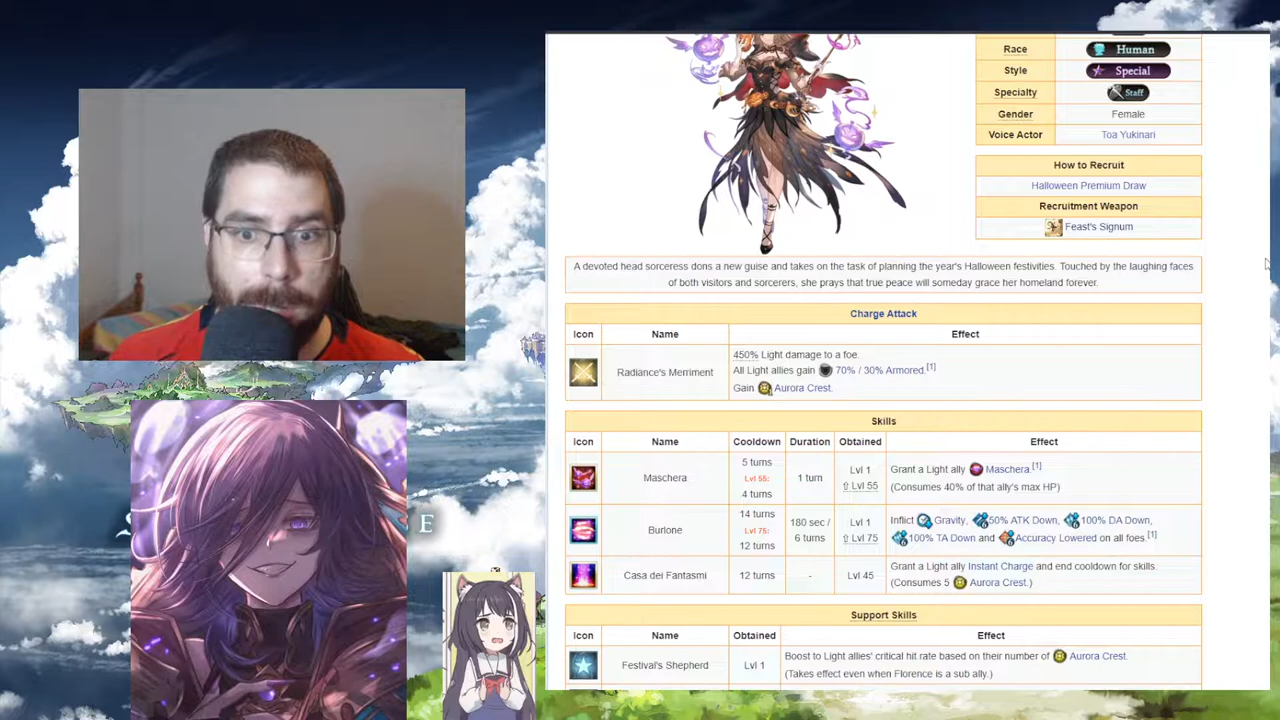 Race Human
Style Special
Specialty Staff
Gender Female
Voice Actor Toa Yukinari
How to Recruit
Halloween Premium Draw
Recruitment Weapon
Feast's Signum
A devoted head sorceress dons a new guise and takes on the task of planning the year's Halloween festivities. Touched by the laughing faces
of both visitors and sorcerers, she prays that true peace will someday grace her homeland forever.
Charge Attack
Icon Name Effect
Radiance's Merriment
450% Light damage to a foe.
All Light allies gain 70% / 30% Armored.[1]
Gain Aurora Crest.
Skills
Icon Name Cooldown Duration Obtained Effect
Maschera
5 turns
Lvl 55:
4 turns
1 turn
Lvl 1
⇧ Lvl 55
Grant a Light ally Maschera.[1]
(Consumes 40% of that ally's max HP)
Burlone
14 turns
Lvl 75:
12 turns
180 sec /
6 turns
Lvl 1
⇧ Lvl 75
Inflict Gravity, 50% ATK Down, 100% DA Down,
100% TA Down and Accuracy Lowered on all foes.[1]
Casa dei Fantasmi
12 turns
-
Lvl 45
Grant a Light ally Instant Charge and end cooldown for skills.
(Consumes 5 Aurora Crest.)
Support Skills
Icon Name Obtained Effect
Festival's Shepherd
Lvl 1
Boost to Light allies' critical hit rate based on their number of Aurora Crest.
(Takes effect even when Florence is a sub ally.)
E